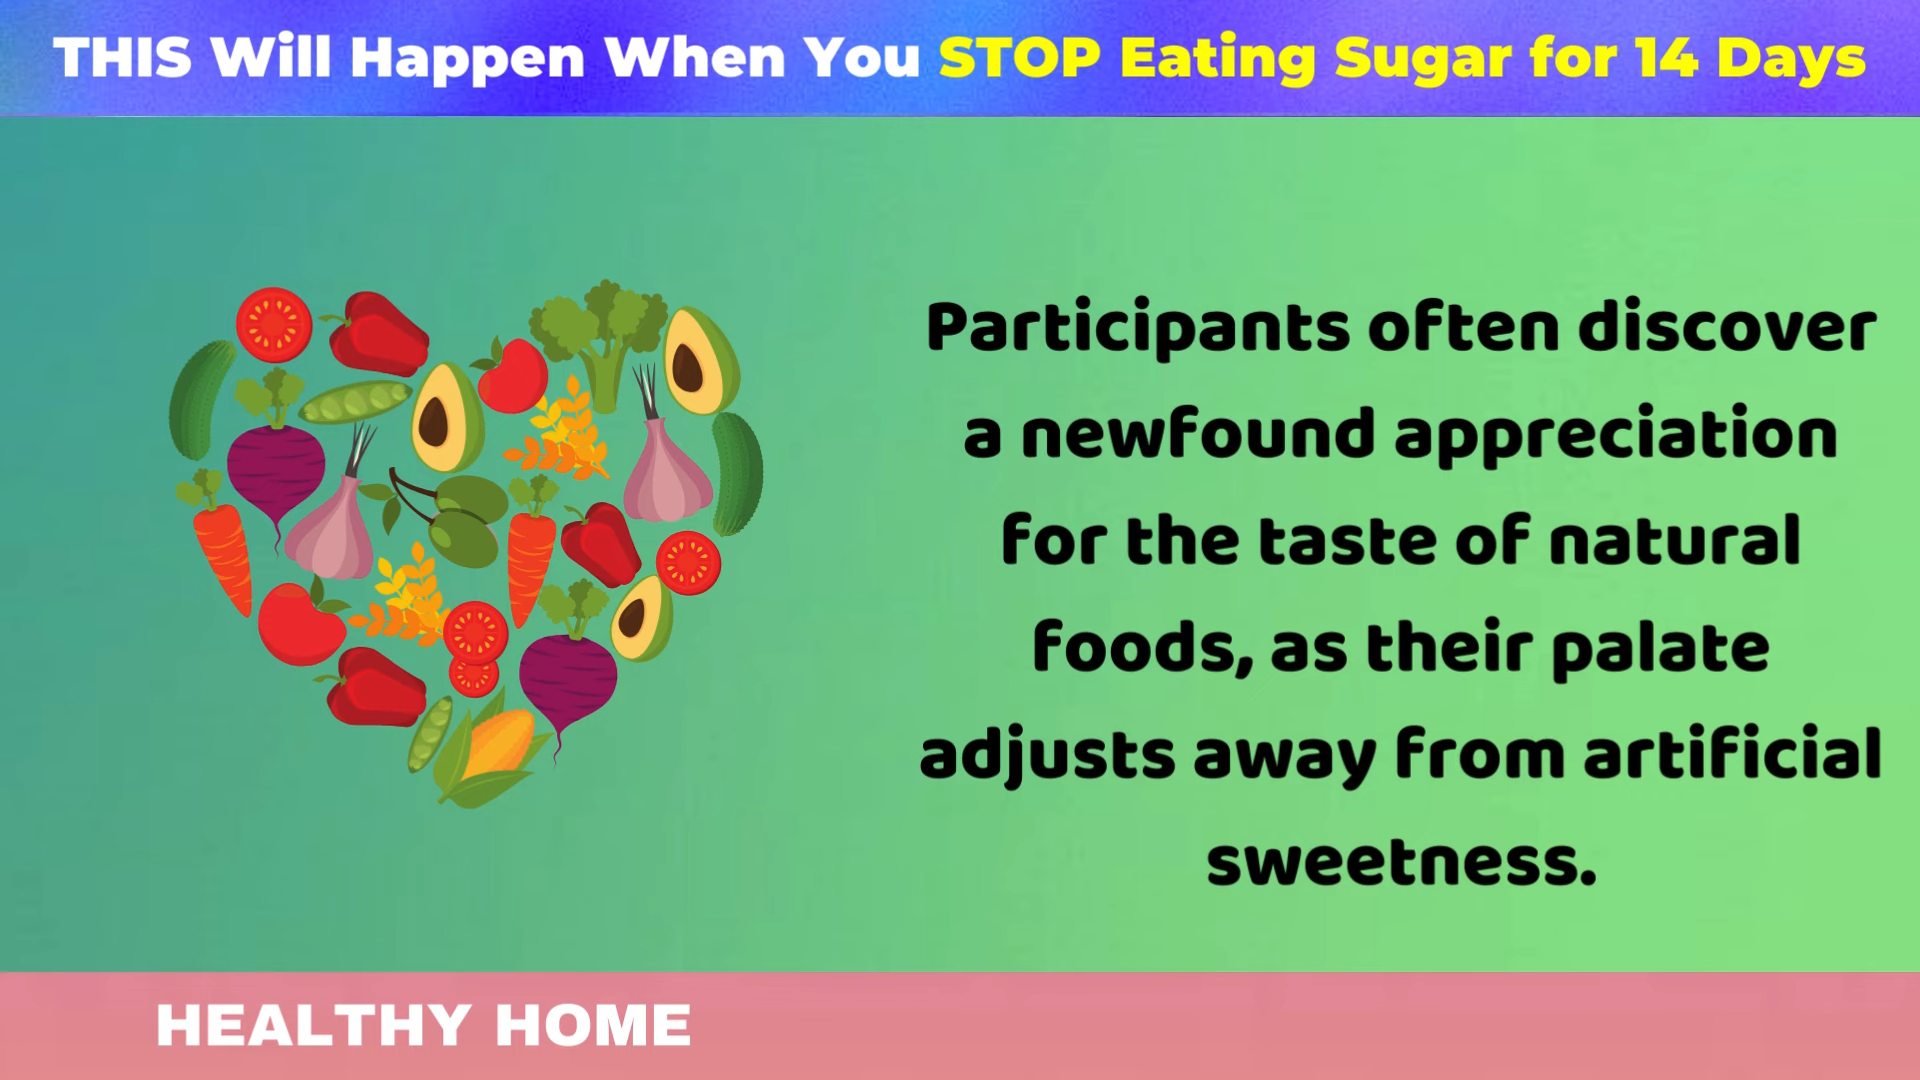 THIS Will Happen When You STOP Eating Sugar for 14 Days
Participants often discover
a newfound appreciation
for the taste of natural
foods, as their palate
adjusts away from artificial
sweetness.
HEALTHY HOME